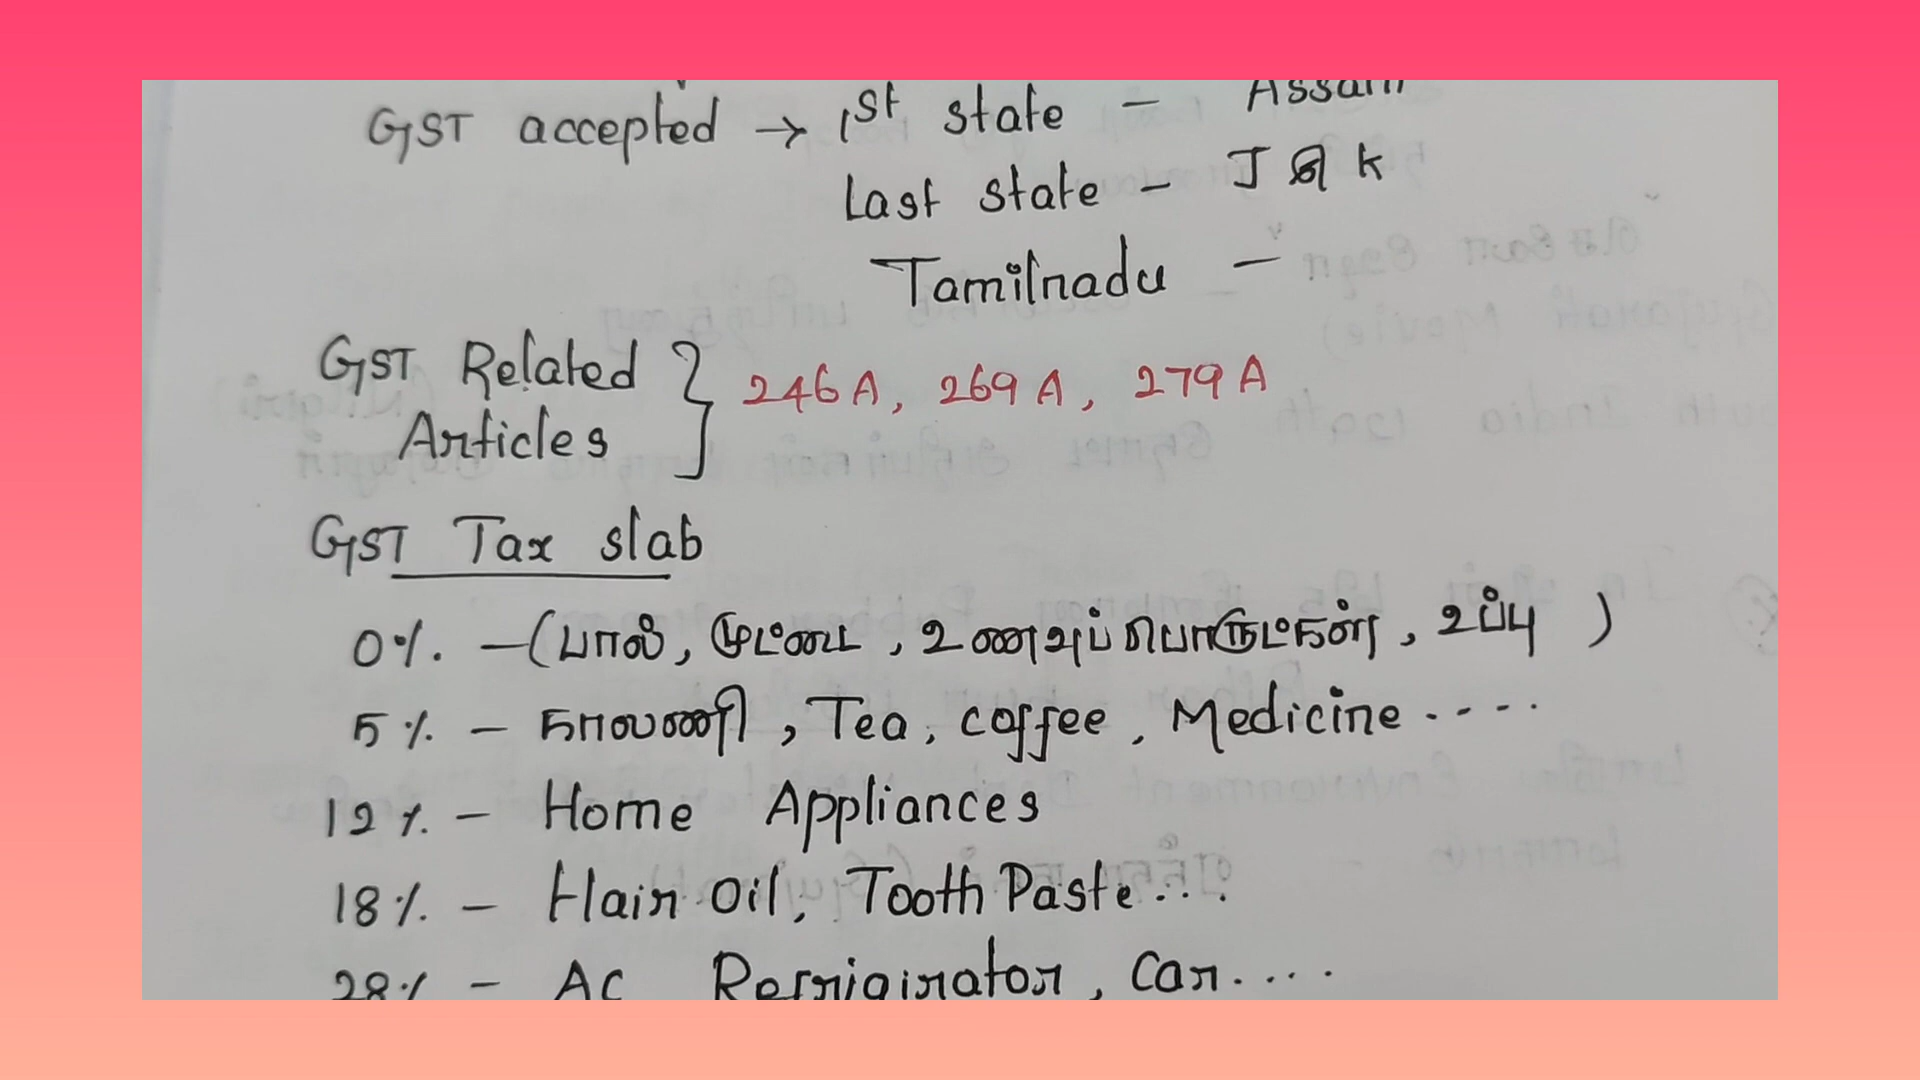 GST accepted → 1st state - Assam
Last state - J & K
Tamilnadu -
GST Related Articles } 246A, 269A, 279A
GST Tax slab
0% - (பால், முட்டை, உணவுப்பொருட்கள், உப்பு)
5% - காலணி, Tea, coffee, Medicine....
12% - Home Appliances
18% - Hair Oil, Tooth Paste...
28% - AC Refrigirator, Car....